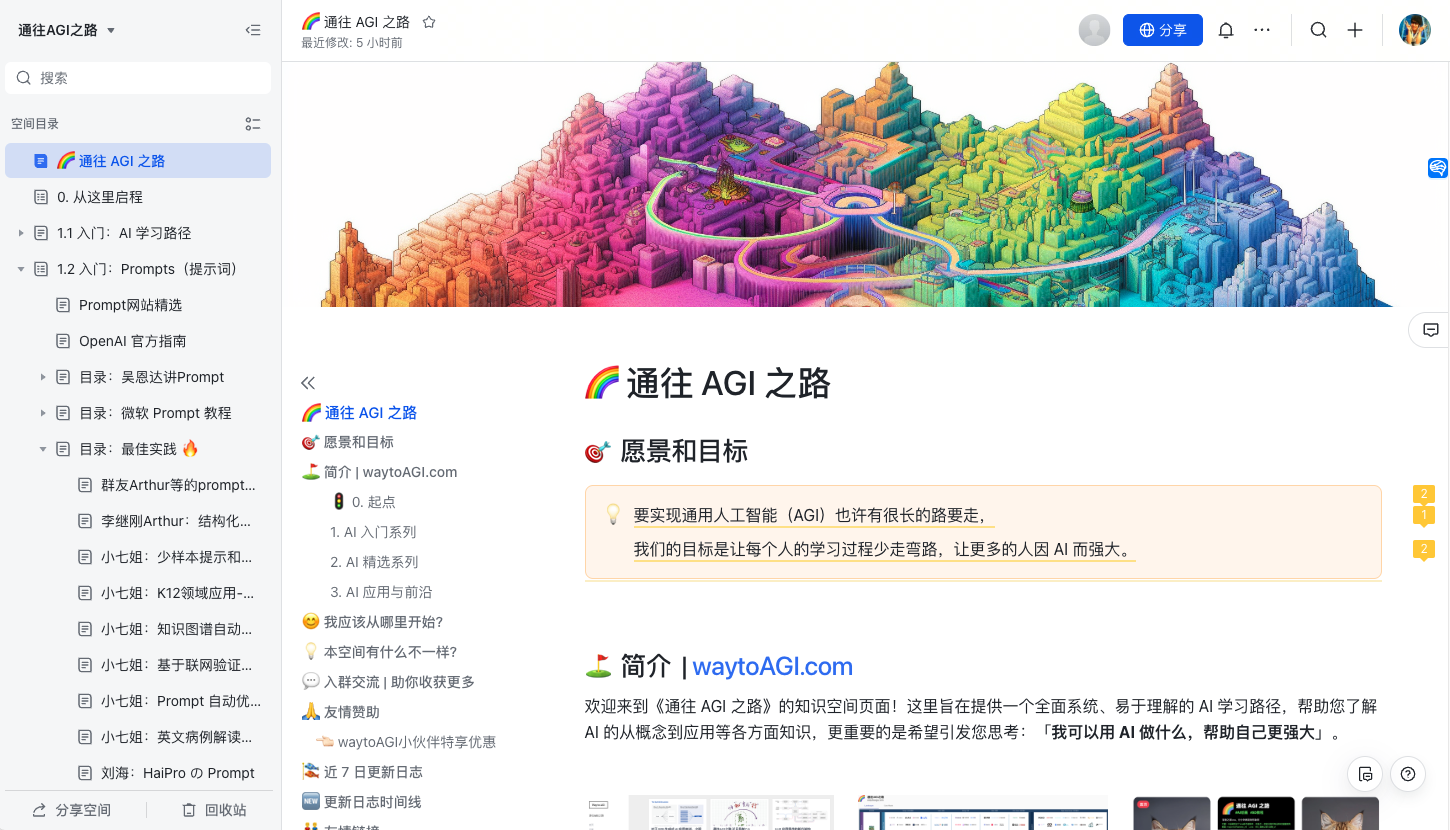 通往AGI之路
搜索
空间目录
通往 AGI 之路
0. 从这里启程
1.1 入门：AI 学习路径
1.2 入门：Prompts（提示词）
Prompt网站精选
OpenAI 官方指南
目录：吴恩达讲Prompt
目录：微软 Prompt 教程
目录：最佳实践 🔥
群友Arthur等的prompt...
李继刚Arthur：结构化...
小七姐：少样本提示和...
小七姐：K12领域应用-...
小七姐：知识图谱自动...
小七姐：基于联网验证...
小七姐：Prompt 自动优...
小七姐：英文病例解读...
刘海：HaiPro の Prompt
分享空间
回收站
🌈 通往 AGI 之路
最近修改: 5 小时前
分享
🌈 通往 AGI 之路
🎯 愿景和目标
⛳ 简介 | waytoAGI.com
🚦 0. 起点
1. AI 入门系列
2. AI 精选系列
3. AI 应用与前沿
😊 我应该从哪里开始?
💡 本空间有什么不一样?
💬 入群交流 | 助你收获更多
🙏 友情赞助
waytoAGI小伙伴特享优惠
🎏 近 7 日更新日志
🆕 更新日志时间线
🌈 通往 AGI 之路
🎯 愿景和目标
要实现通用人工智能（AGI）也许有很长的路要走，
我们的目标是让每个人的学习过程少走弯路，让更多的人因 AI 而强大。
2
1
2
⛳ 简介 | waytoAGI.com
欢迎来到《通往 AGI 之路》的知识空间页面！这里旨在提供一个全面系统、易于理解的 AI 学习路径，帮助您了解
AI 的从概念到应用等各方面知识，更重要的是希望引发您思考：「我可以用 AI 做什么，帮助自己更强大」。
通往 AGI 之路